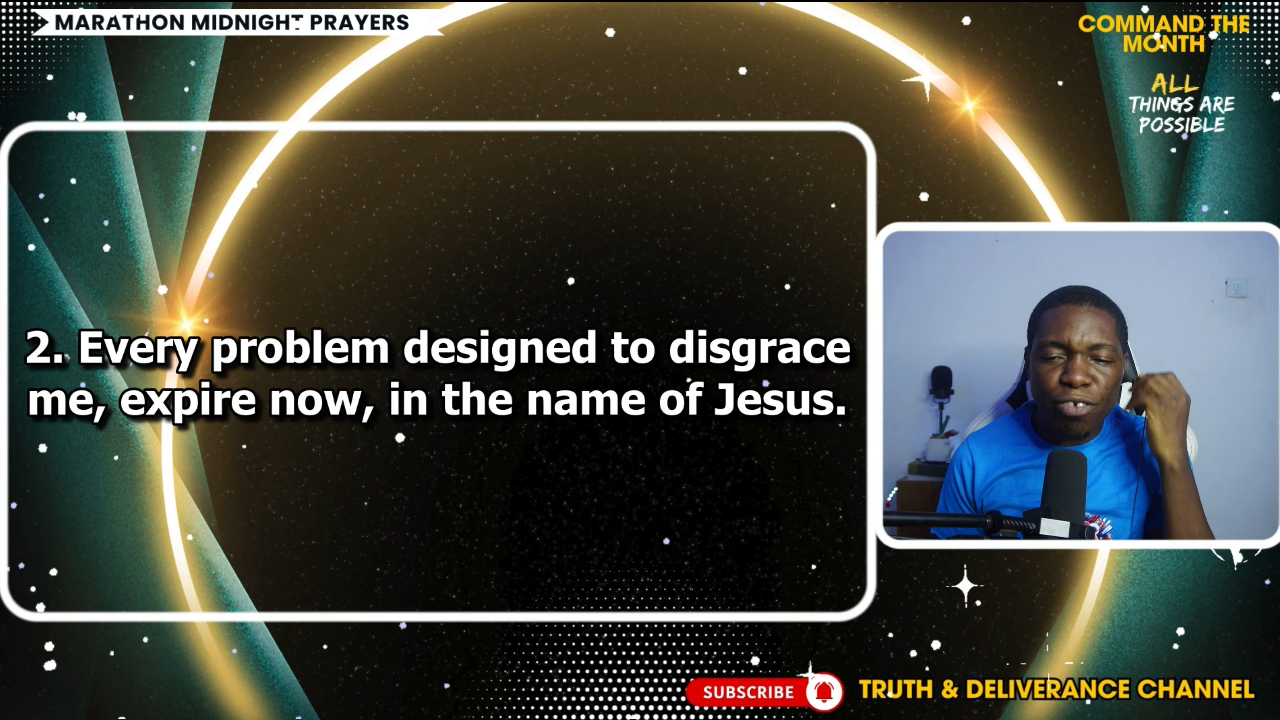 MARATHON MIDNIGHT PRAYERS
COMMAND THE
MONTH
ALL
THINGS ARE
POSSIBLE
2. Every problem designed to disgrace
me, expire now, in the name of Jesus.
SUBSCRIBE
TRUTH & DELIVERANCE CHANNEL